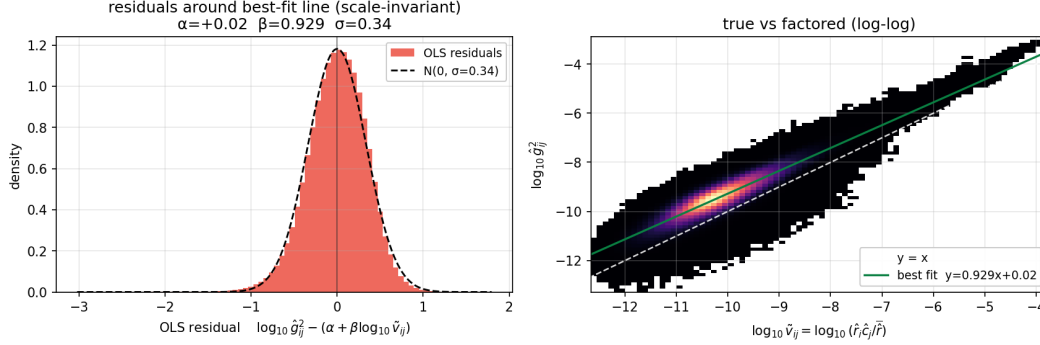 residuals around best-fit line (scale-invariant)
α=+0.02 β=0.929 σ=0.34
1.2
1.0
0.8
0.6
0.4
0.2
0.0
density
OLS residuals
N(0, σ=0.34)
−3
−2
−1
0
1
2
OLS residual log₁₀ ĝ²ᵢⱼ − (α + βlog₁₀ ṽᵢⱼ)
true vs factored (log-log)
−4
−6
−8
−10
−12
log₁₀ ĝ²ᵢⱼ
y = x
best fit y=0.929x+0.02
−12
−11
−10
−9
−8
−7
−6
−5
−4
log₁₀ ṽᵢⱼ = log₁₀ (r̂ᵢĉⱼ/r̂̄)